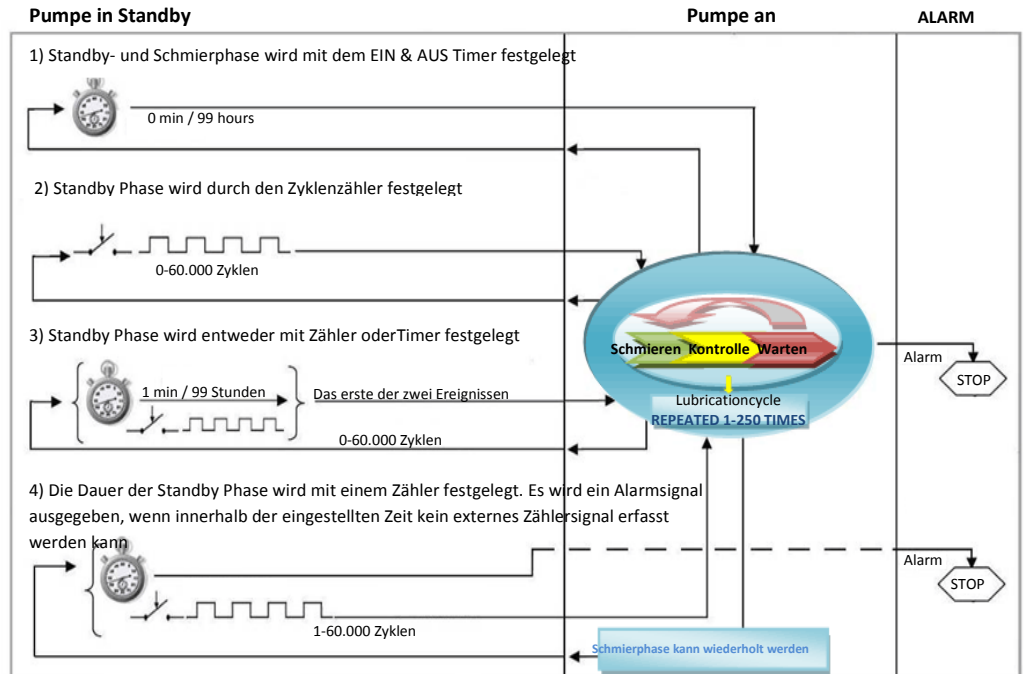 Pumpe in Standby
Pumpe an
ALARM
1) Standby- und Schmierphase wird mit dem EIN & AUS Timer festgelegt
0 min / 99 hours
2) Standby Phase wird durch den Zyklenzähler festgelegt
0-60.000 Zyklen
3) Standby Phase wird entweder mit Zähler oderTimer festgelegt
Schmieren Kontrolle Warten
Alarm
STOP
1 min / 99 Stunden
Das erste der zwei Ereignissen
Lubricationcycle
REPEATED 1-250 TIMES
0-60.000 Zyklen
4) Die Dauer der Standby Phase wird mit einem Zähler festgelegt. Es wird ein Alarmsignal
ausgegeben, wenn innerhalb der eingestellten Zeit kein externes Zählersignal erfasst
werden kann
Alarm
STOP
1-60.000 Zyklen
Schmierphase kann wiederholt werden